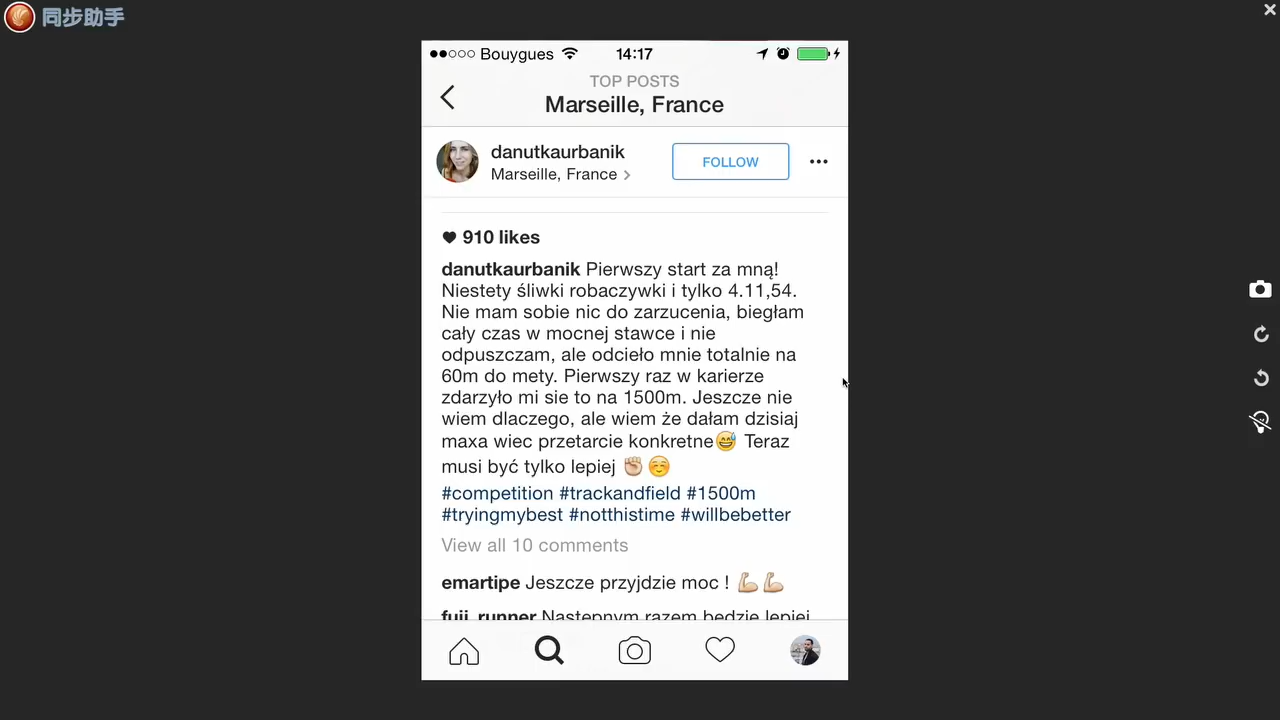 同步助手
Bouygues 14:17
TOP POSTS
Marseille, France
danutkaurbanik
FOLLOW
Marseille, France
910 likes
danutkaurbanik Pierwszy start za mną!
Niestety śliwki robaczywki i tylko 4.11,54.
Nie mam sobie nic do zarzucenia, biegłam
cały czas w mocnej stawce i nie
odpuszczam, ale odcieło mnie totalnie na
60m do mety. Pierwszy raz w karierze
zdarzyło mi sie to na 1500m. Jeszcze nie
wiem dlaczego, ale wiem że dałam dzisiaj
maxa wiec przetarcie konkretne😅 Teraz
musi być tylko lepiej ✊🏼 ☺️
#competition #trackandfield #1500m
#tryingmybest #notthistime #willbebetter
View all 10 comments
emartipe Jeszcze przyjdzie moc ! 💪🏼💪🏼
fuji_runner Następnym razem będzie lepiej